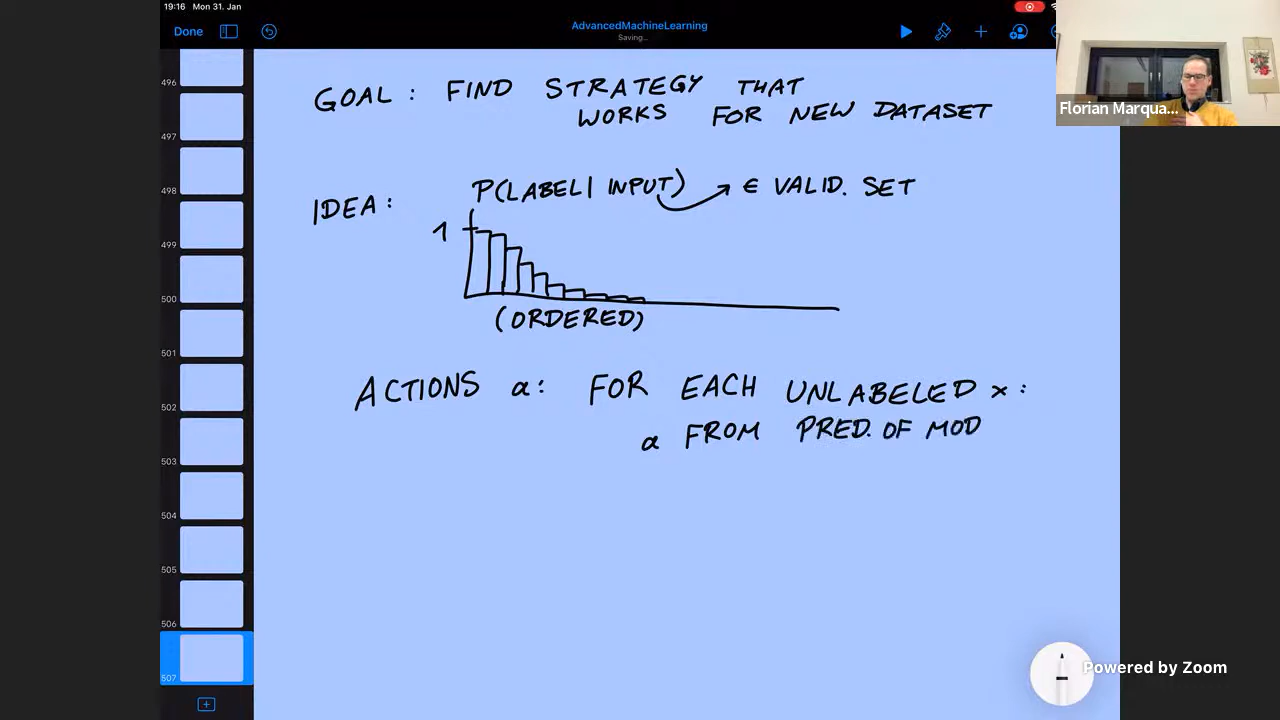 19:16 Mon 31. Jan
Done
AdvancedMachineLearning
Saving...
Florian Marqua...
496
497
498
499
500
501
502
503
504
505
506
507
GOAL : FIND STRATEGY THAT
WORKS FOR NEW DATASET
IDEA : P(LABEL| INPUT) → ∈ VALID. SET
1
(ORDERED)
ACTIONS a : FOR EACH UNLABELED x :
a FROM PRED. OF MOD
Powered by Zoom